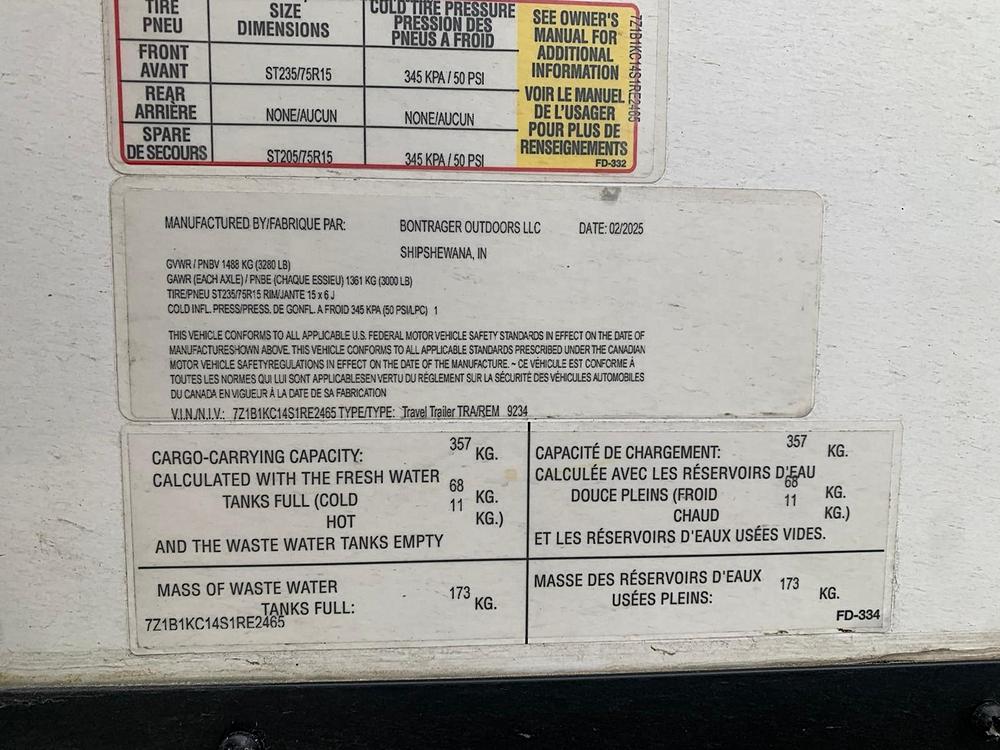 TIRE SIZE COLD TIRE PRESSURE
PNEU DIMENSIONS PRESSION DES
PNEUS A FROID
FRONT
AVANT ST235/75R15 345 KPA / 50 PSI
REAR
ARRIÈRE NONE/AUCUN NONE/AUCUN
SPARE
DE SECOURS ST205/75R15 345 KPA / 50 PSI
SEE OWNER'S
MANUAL FOR
ADDITIONAL
INFORMATION
VOIR LE MANUEL
DE L'USAGER
POUR PLUS DE
RENSEIGNEMENTS
FD-332
7Z1B1KC14S1RE2465
MANUFACTURED BY/FABRIQUE PAR: BONTRAGER OUTDOORS LLC DATE: 02/2025
SHIPSHEWANA, IN
GVWR / PNBV 1488 KG (3280 LB)
GAWR (EACH AXLE) / PNBE (CHAQUE ESSIEU) 1361 KG (3000 LB)
TIRE/PNEU ST235/75R15 RIM/JANTE 15 x 6 J
COLD INFL. PRESS/PRESS. DE GONFL. A FROID 345 KPA (50 PSI/LPC) 1
THIS VEHICLE CONFORMS TO ALL APPLICABLE U.S. FEDERAL MOTOR VEHICLE SAFETY STANDARDS IN EFFECT ON THE DATE OF
MANUFACTURESHOWN ABOVE. THIS VEHICLE CONFORMS TO ALL APPLICABLE STANDARDS PRESCRIBED UNDER THE CANADIAN
MOTOR VEHICLE SAFETYREGULATIONS IN EFFECT ON THE DATE OF THE MANUFACTURE. ~ CE VÉHICULE EST CONFORME À
TOUTES LES NORMES QUI LUI SONT APPLICABLESEN VERTU DU RÈGLEMENT SUR LA SÉCURITÉ DES VÉHICULES AUTOMOBILES
DU CANADA EN VIGUEUR À LA DATE DE SA FABRICATION
V.I.N./N.I.V.: 7Z1B1KC14S1RE2465 TYPE/TYPE: Travel Trailer TRA/REM 9234
CARGO-CARRYING CAPACITY: 357 KG.
CALCULATED WITH THE FRESH WATER
TANKS FULL (COLD 68 KG.
HOT 11 KG.)
AND THE WASTE WATER TANKS EMPTY
CAPACITÉ DE CHARGEMENT: 357 KG.
CALCULÉE AVEC LES RÉSERVOIRS D'EAU
DOUCE PLEINS (FROID 68 KG.
CHAUD 11 KG.)
ET LES RÉSERVOIRS D'EAUX USÉES VIDES.
MASS OF WASTE WATER
TANKS FULL: 173 KG.
7Z1B1KC14S1RE2465
MASSE DES RÉSERVOIRS D'EAUX
USÉES PLEINS: 173 KG.
FD-334